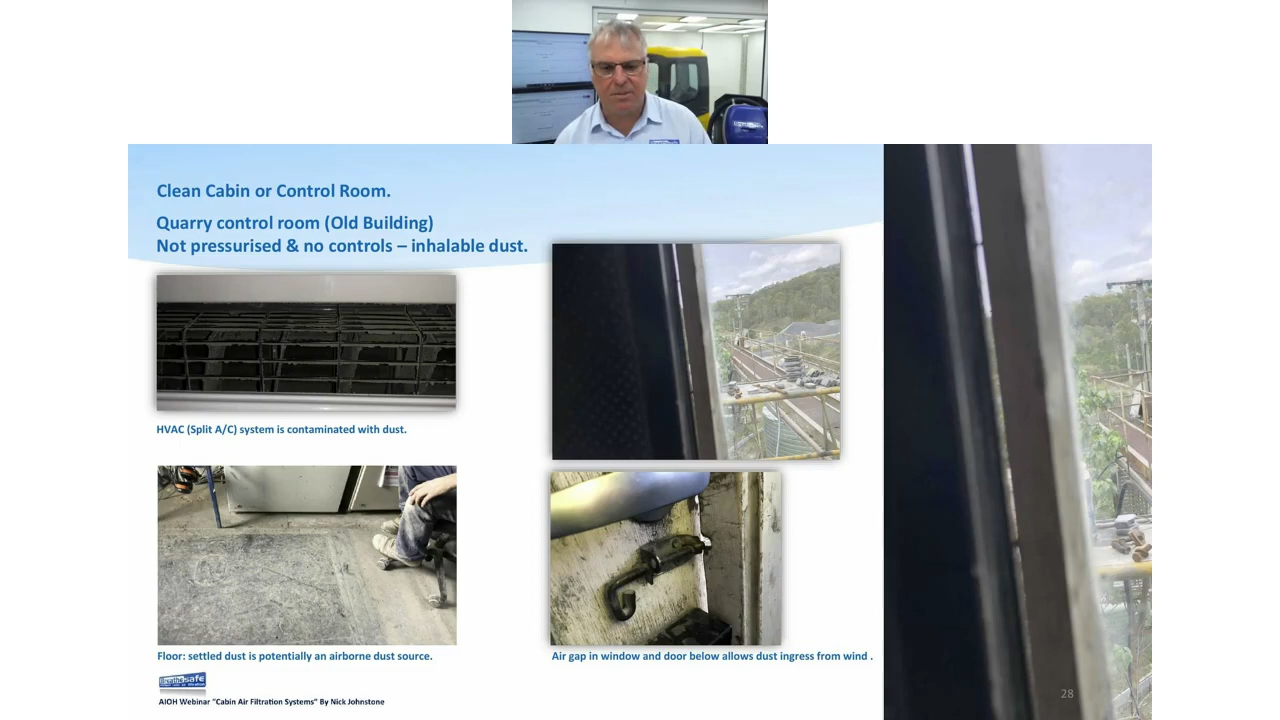 Clean Cabin or Control Room.
Quarry control room (Old Building)
Not pressurised & no controls – inhalable dust.
HVAC (Split A/C) system is contaminated with dust.
Floor: settled dust is potentially an airborne dust source.
Air gap in window and door below allows dust ingress from wind .
Breathesafe
AIOH Webinar “Cabin Air Filtration Systems” By Nick Johnstone
28